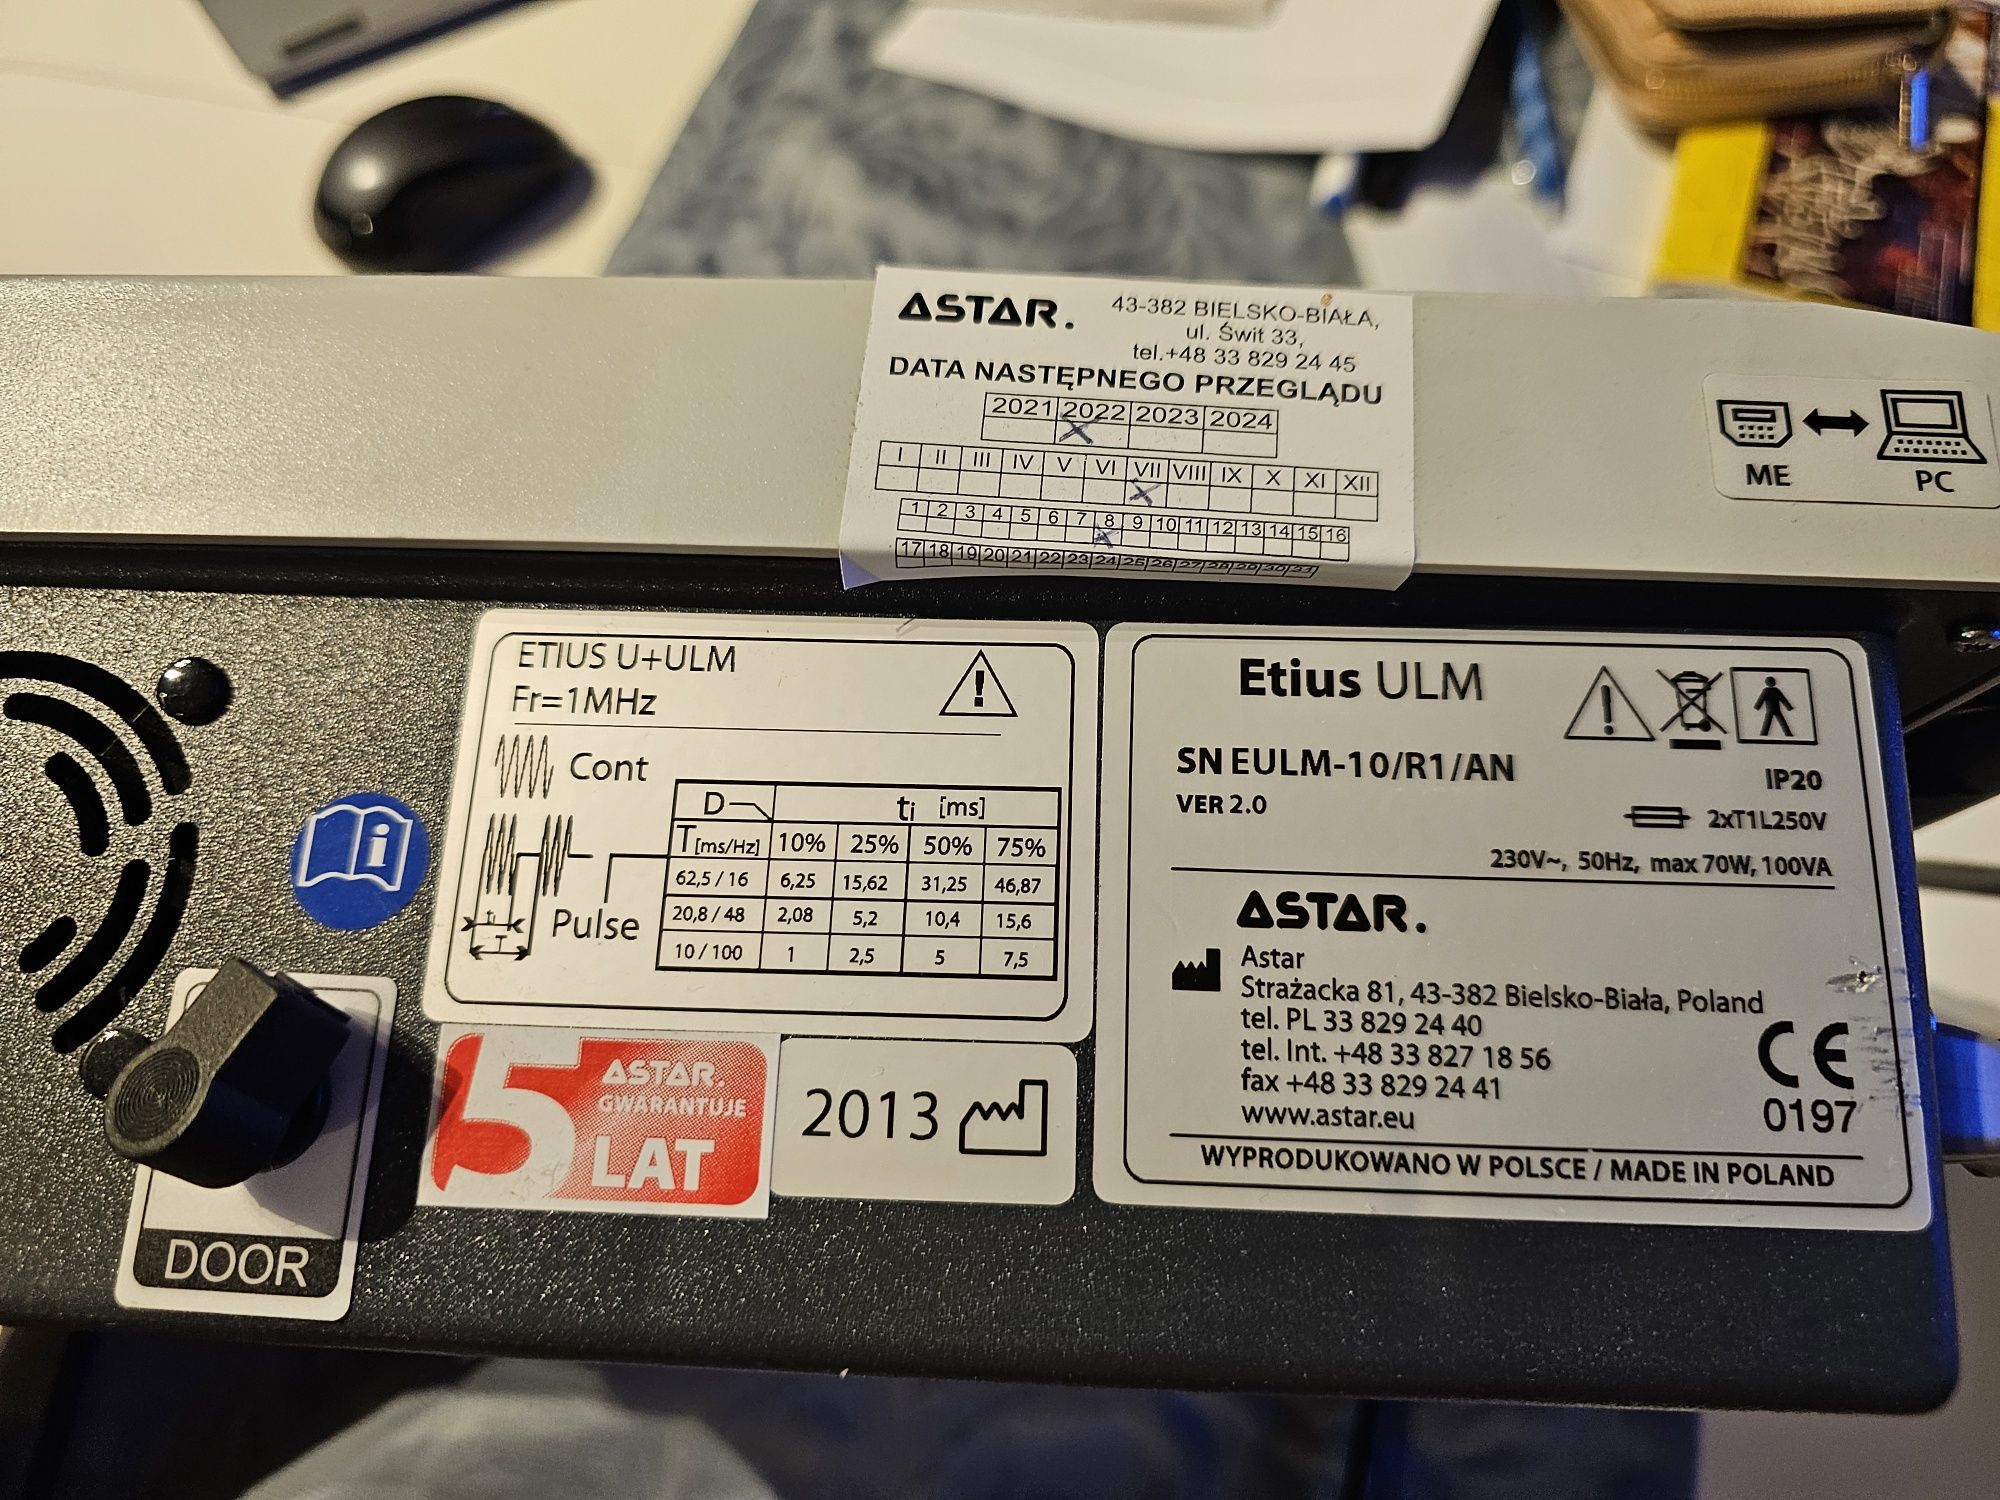 ASTAR.
43-382 BIELSKO-BIAŁA,
ul. Świt 33,
tel.+48 33 829 24 45
DATA NASTĘPNEGO PRZEGLĄDU
2021 2022 2023 2024
I II III IV V VI VII VIII IX X XI XII
1 2 3 4 5 6 7 8 9 10 11 12 13 14 15 16
17 18 19 20 21 22 23 24 25 26 27 28 29 30 31
ME
PC
ETIUS U+ULM
Fr=1MHz
Cont
Pulse
ti
T
D ti [ms]
T[ms/Hz] 10% 25% 50% 75%
62,5 / 16 6,25 15,62 31,25 46,87
20,8 / 48 2,08 5,2 10,4 15,6
10 / 100 1 2,5 5 7,5
Etius ULM
SN EULM-10/R1/AN
VER 2.0
IP20
2xT1L250V
230V~, 50Hz, max 70W, 100VA
ASTAR.
Astar
Strażacka 81, 43-382 Bielsko-Biała, Poland
tel. PL 33 829 24 40
tel. Int. +48 33 827 18 56
fax +48 33 829 24 41
www.astar.eu
CE
0197
WYPRODUKOWANO W POLSCE / MADE IN POLAND
5
ASTAR.
GWARANTUJE
LAT
2013
DOOR